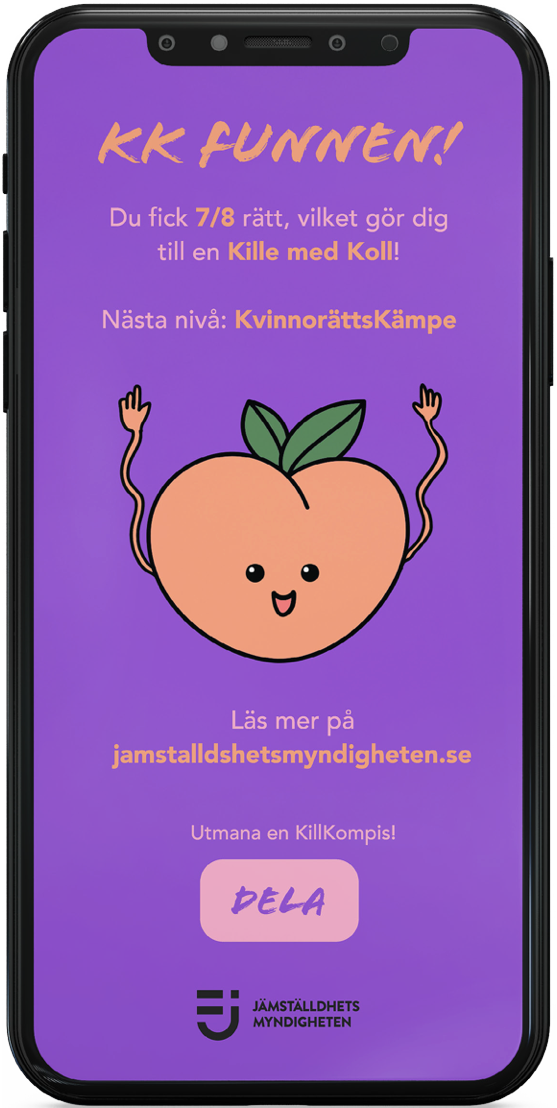 KK FUNNEN!
Du fick 7/8 rätt, vilket gör dig
till en Kille med Koll!
Nästa nivå: KvinnorättsKämpe
Läs mer på
jamstalldshetsmyndigheten.se
Utmana en KillKompis!
DELA
JÄMSTÄLLDHETS
MYNDIGHETEN